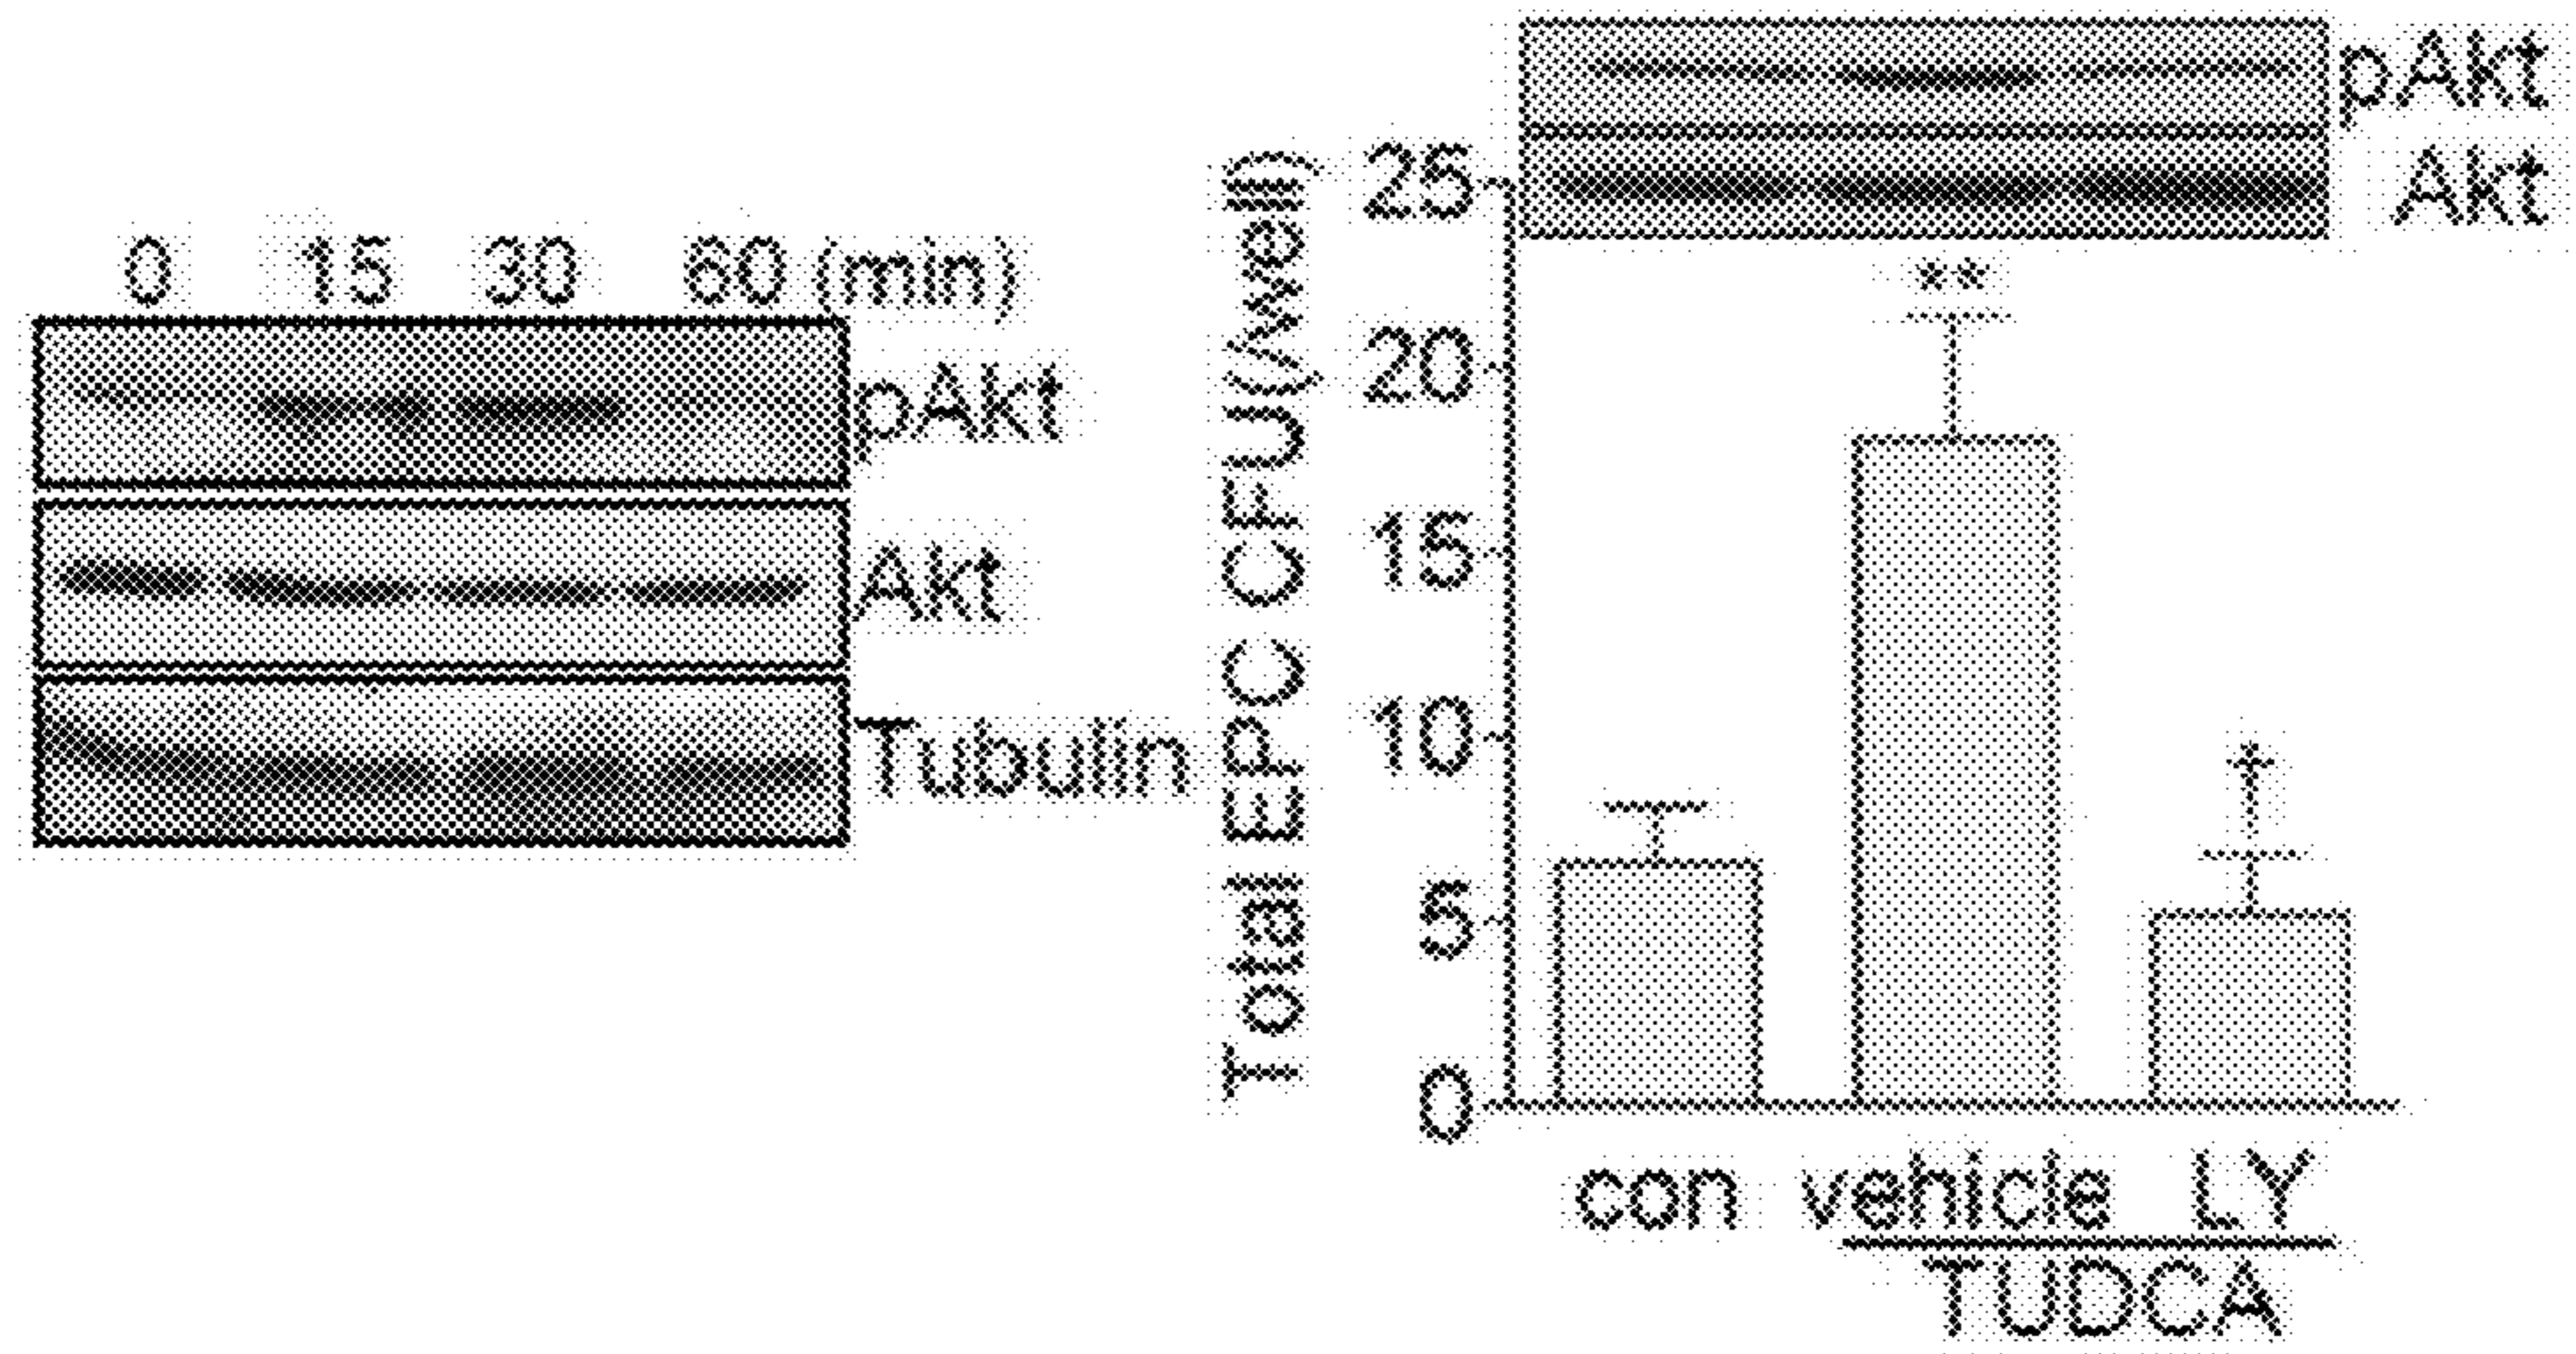 0 15 30 60 (min)
pAkt
Akt
Tubulin
pAkt
Akt
Total EPC CFU(/well)
25
20
15
10
5
0
**
†
con vehicle LY
TUDCA